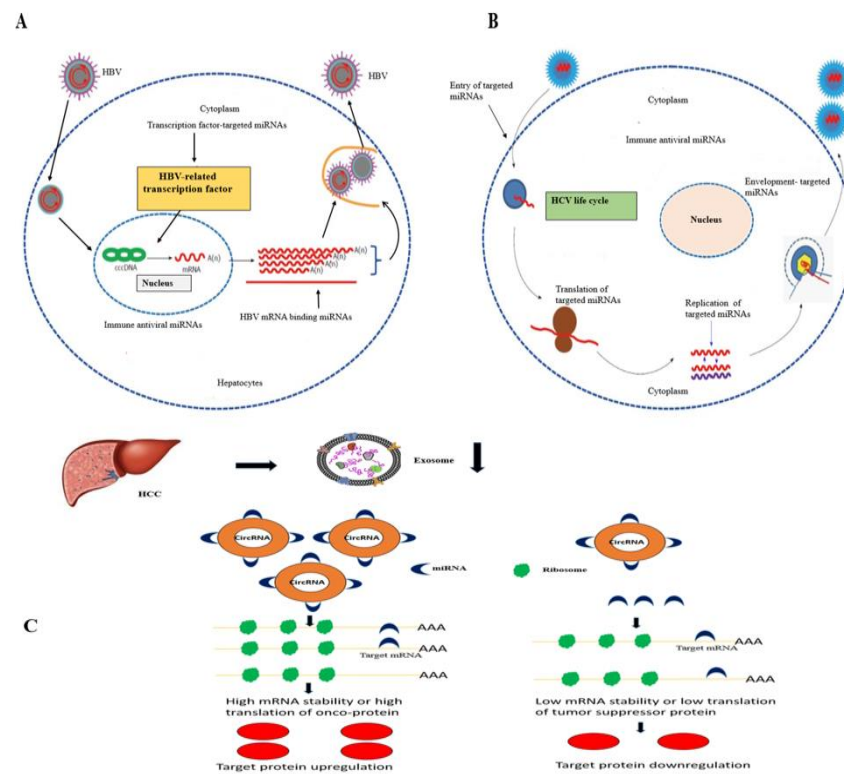 A
HBV
HBV
Cytoplasm
Transcription factor-targeted miRNAs
HBV-related
transcription factor
cccDNA
A(n)
Nucleus
A(n)
A(n)
A(n)
A(n)
Immune antiviral miRNAs
HBV mRNA binding miRNAs
Hepatocytes
B
Entry of targeted
miRNAs
Cytoplasm
Immune antiviral miRNAs
HCV life cycle
Nucleus
Envelopment- targeted
miRNAs
Translation of
targeted miRNAs
Replication of
targeted miRNAs
Cytoplasm
HCC
Exosome
C
CircRNA
CircRNA
CircRNA
miRNA
Ribosome
CircRNA
AAA
Target mRNA
AAA
AAA
High mRNA stability or high
translation of onco-protein
Target protein upregulation
Target mRNA
AAA
AAA
Low mRNA stability or low translation
of tumor suppressor protein
Target protein downregulation